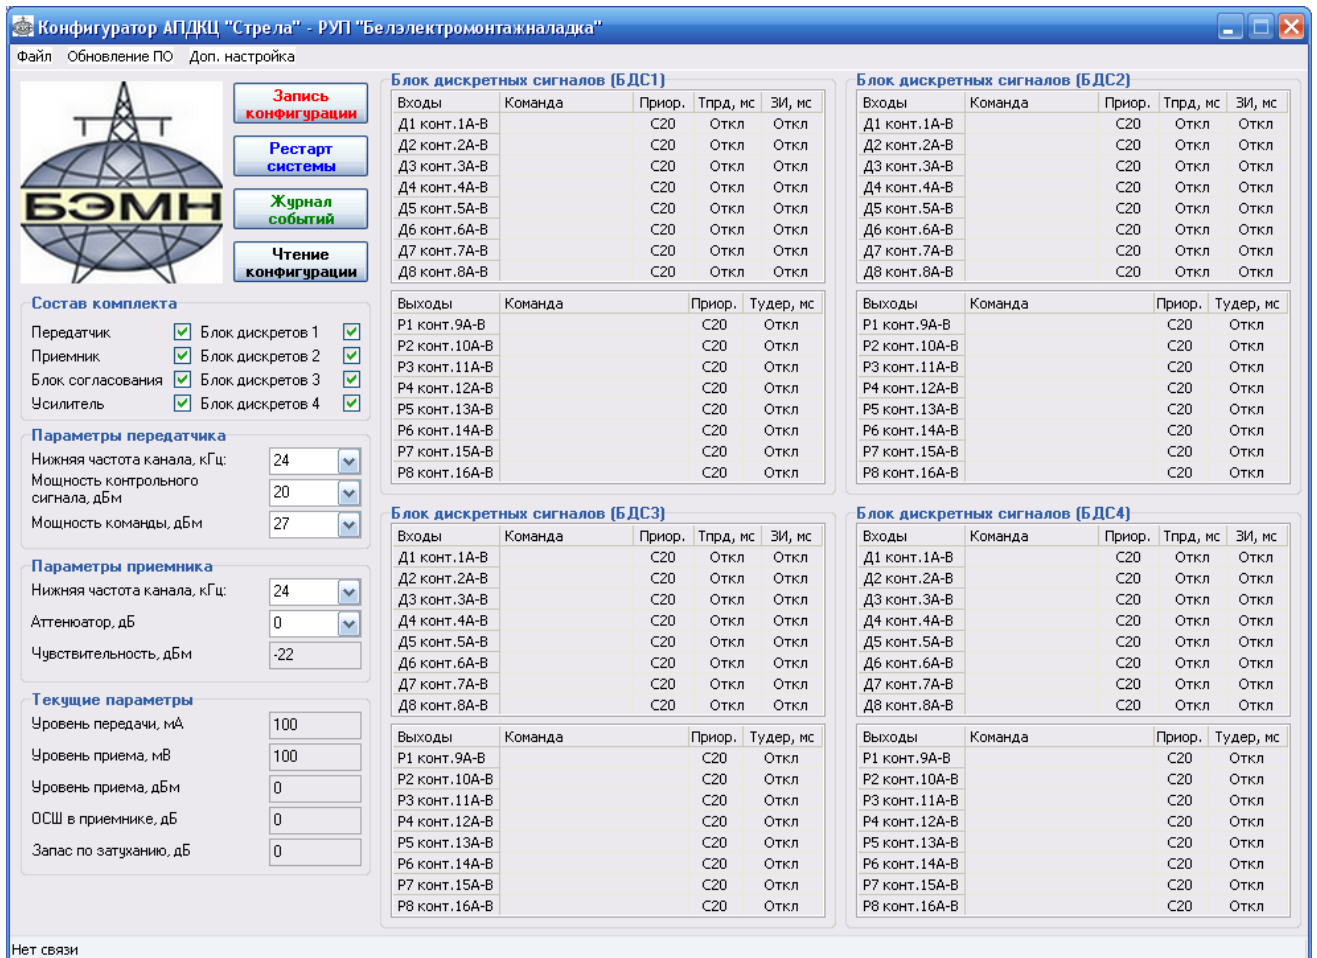 Конфигуратор АПДКЦ "Стрела" - РУП "Белэлектромонтажналадка"
Файл Обновление ПО Доп. настройка
БЭМН
Запись
конфигурации
Рестарт
системы
Журнал
событий
Чтение
конфигурации
Состав комплекта
Передатчик Блок дискретов 1
Приемник Блок дискретов 2
Блок согласования Блок дискретов 3
Усилитель Блок дискретов 4
Параметры передатчика
Нижняя частота канала, кГц: 24
Мощность контрольного
сигнала, дБм 20
Мощность команды, дБм 27
Параметры приемника
Нижняя частота канала, кГц: 24
Аттенюатор, дБ 0
Чувствительность, дБм -22
Текущие параметры
Уровень передачи, мА 100
Уровень приема, мВ 100
Уровень приема, дБм 0
ОСШ в приемнике, дБ 0
Запас по затуханию, дБ 0
Блок дискретных сигналов (БДС1)
Входы Команда Приор. Тпрд, мс ЗИ, мс
Д1 конт.1А-В С20 Откл Откл
Д2 конт.2А-В С20 Откл Откл
Д3 конт.3А-В С20 Откл Откл
Д4 конт.4А-В С20 Откл Откл
Д5 конт.5А-В С20 Откл Откл
Д6 конт.6А-В С20 Откл Откл
Д7 конт.7А-В С20 Откл Откл
Д8 конт.8А-В С20 Откл Откл
Выходы Команда Приор. Тудер, мс
Р1 конт.9А-В С20 Откл
Р2 конт.10А-В С20 Откл
Р3 конт.11А-В С20 Откл
Р4 конт.12А-В С20 Откл
Р5 конт.13А-В С20 Откл
Р6 конт.14А-В С20 Откл
Р7 конт.15А-В С20 Откл
Р8 конт.16А-В С20 Откл
Блок дискретных сигналов (БДС2)
Входы Команда Приор. Тпрд, мс ЗИ, мс
Д1 конт.1А-В С20 Откл Откл
Д2 конт.2А-В С20 Откл Откл
Д3 конт.3А-В С20 Откл Откл
Д4 конт.4А-В С20 Откл Откл
Д5 конт.5А-В С20 Откл Откл
Д6 конт.6А-В С20 Откл Откл
Д7 конт.7А-В С20 Откл Откл
Д8 конт.8А-В С20 Откл Откл
Выходы Команда Приор. Тудер, мс
Р1 конт.9А-В С20 Откл
Р2 конт.10А-В С20 Откл
Р3 конт.11А-В С20 Откл
Р4 конт.12А-В С20 Откл
Р5 конт.13А-В С20 Откл
Р6 конт.14А-В С20 Откл
Р7 конт.15А-В С20 Откл
Р8 конт.16А-В С20 Откл
Блок дискретных сигналов (БДС3)
Входы Команда Приор. Тпрд, мс ЗИ, мс
Д1 конт.1А-В С20 Откл Откл
Д2 конт.2А-В С20 Откл Откл
Д3 конт.3А-В С20 Откл Откл
Д4 конт.4А-В С20 Откл Откл
Д5 конт.5А-В С20 Откл Откл
Д6 конт.6А-В С20 Откл Откл
Д7 конт.7А-В С20 Откл Откл
Д8 конт.8А-В С20 Откл Откл
Выходы Команда Приор. Тудер, мс
Р1 конт.9А-В С20 Откл
Р2 конт.10А-В С20 Откл
Р3 конт.11А-В С20 Откл
Р4 конт.12А-В С20 Откл
Р5 конт.13А-В С20 Откл
Р6 конт.14А-В С20 Откл
Р7 конт.15А-В С20 Откл
Р8 конт.16А-В С20 Откл
Блок дискретных сигналов (БДС4)
Входы Команда Приор. Тпрд, мс ЗИ, мс
Д1 конт.1А-В С20 Откл Откл
Д2 конт.2А-В С20 Откл Откл
Д3 конт.3А-В С20 Откл Откл
Д4 конт.4А-В С20 Откл Откл
Д5 конт.5А-В С20 Откл Откл
Д6 конт.6А-В С20 Откл Откл
Д7 конт.7А-В С20 Откл Откл
Д8 конт.8А-В С20 Откл Откл
Выходы Команда Приор. Тудер, мс
Р1 конт.9А-В С20 Откл
Р2 конт.10А-В С20 Откл
Р3 конт.11А-В С20 Откл
Р4 конт.12А-В С20 Откл
Р5 конт.13А-В С20 Откл
Р6 конт.14А-В С20 Откл
Р7 конт.15А-В С20 Откл
Р8 конт.16А-В С20 Откл
Нет связи